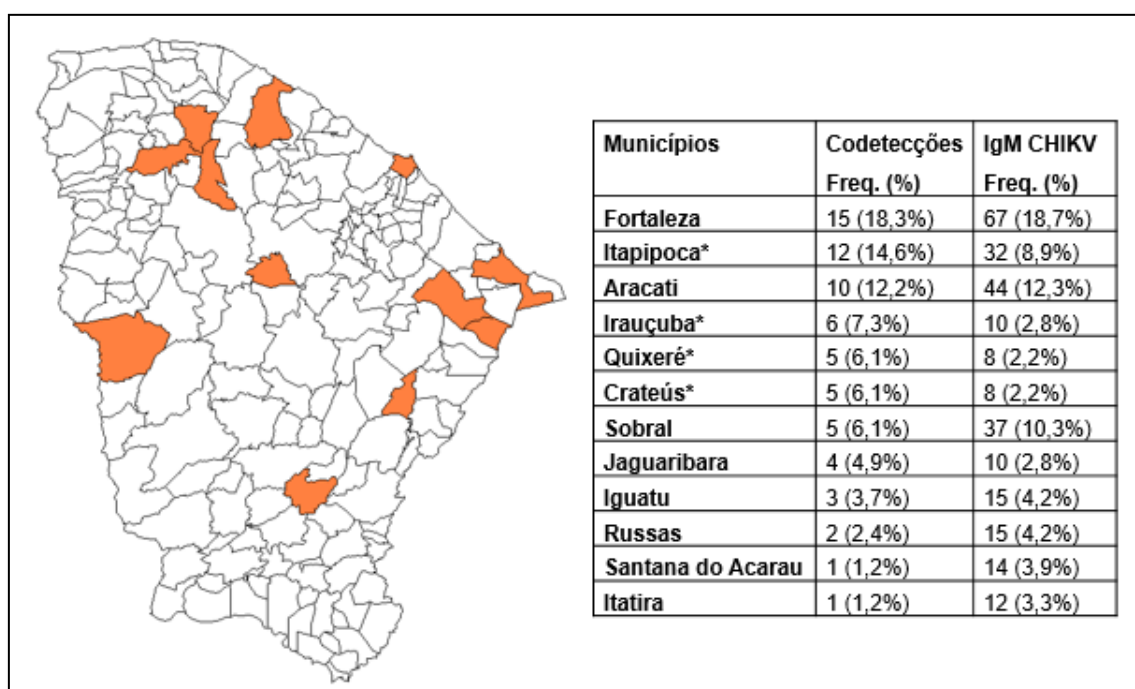 Municípios Codetecções IgM CHIKV
Freq. (%) Freq. (%)
Fortaleza 15 (18,3%) 67 (18,7%)
Itapipoca* 12 (14,6%) 32 (8,9%)
Aracati 10 (12,2%) 44 (12,3%)
Irauçuba* 6 (7,3%) 10 (2,8%)
Quixeré* 5 (6,1%) 8 (2,2%)
Crateús* 5 (6,1%) 8 (2,2%)
Sobral 5 (6,1%) 37 (10,3%)
Jaguaribara 4 (4,9%) 10 (2,8%)
Iguatu 3 (3,7%) 15 (4,2%)
Russas 2 (2,4%) 15 (4,2%)
Santana do Acarau 1 (1,2%) 14 (3,9%)
Itatira 1 (1,2%) 12 (3,3%)